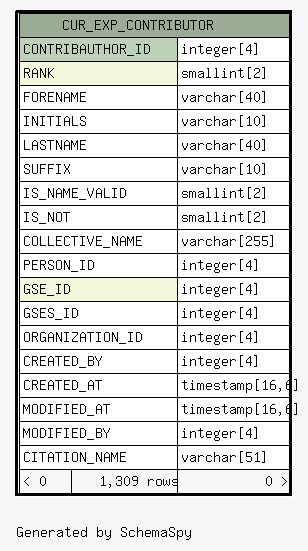 CUR_EXP_CONTRIBUTOR
CONTRIBAUTHOR_ID integer[4]
RANK smallint[2]
FORENAME varchar[40]
INITIALS varchar[10]
LASTNAME varchar[40]
SUFFIX varchar[10]
IS_NAME_VALID smallint[2]
IS_NOT smallint[2]
COLLECTIVE_NAME varchar[255]
PERSON_ID integer[4]
GSE_ID integer[4]
GSES_ID integer[4]
ORGANIZATION_ID integer[4]
CREATED_BY integer[4]
CREATED_AT timestamp[16,6]
MODIFIED_AT timestamp[16,6]
MODIFIED_BY integer[4]
CITATION_NAME varchar[51]
< 0 1,309 rows 0 >
Generated by SchemaSpy